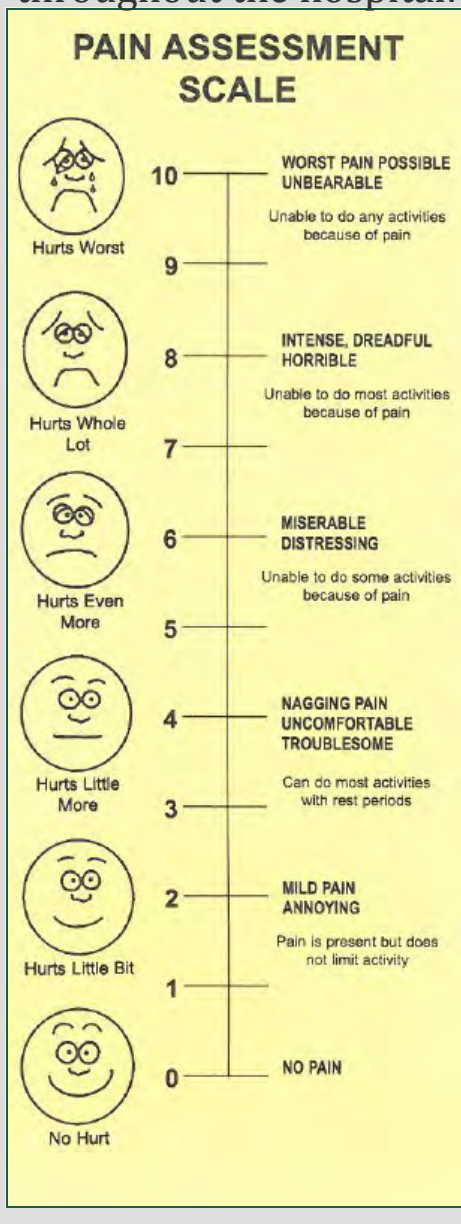 throughout the hospital.
PAIN ASSESSMENT
SCALE
10
WORST PAIN POSSIBLE
UNBEARABLE
Unable to do any activities
because of pain
Hurts Worst
9
8
INTENSE, DREADFUL
HORRIBLE
Unable to do most activities
because of pain
Hurts Whole
Lot
7
6
MISERABLE
DISTRESSING
Unable to do some activities
because of pain
Hurts Even
More
5
4
NAGGING PAIN
UNCOMFORTABLE
TROUBLESOME
Can do most activities
with rest periods
Hurts Little
More
3
2
MILD PAIN
ANNOYING
Pain is present but does
not limit activity
Hurts Little Bit
1
0
NO PAIN
No Hurt